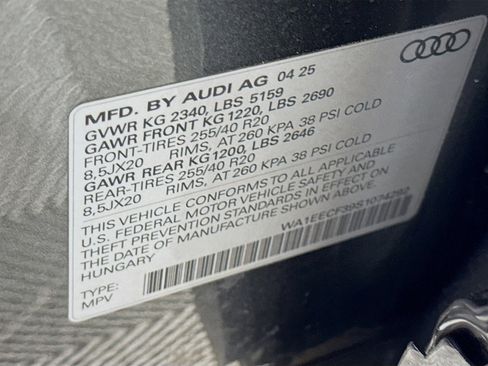 MFD. BY AUDI AG 04 25
GVWR KG 2340, LBS 5159
GAWR FRONT KG 1220, LBS 2690
FRONT-TIRES 255/40 R20
8,5JX20 RIMS, AT 260 KPA 38 PSI COLD
GAWR REAR KG 1200, LBS 2646
REAR-TIRES 255/40 R20
8,5JX20 RIMS, AT 260 KPA 38 PSI COLD
THIS VEHICLE CONFORMS TO ALL APPLICABLE
U.S. FEDERAL MOTOR VEHICLE SAFETY AND
THEFT PREVENTION STANDARDS IN EFFECT ON
THE DATE OF MANUFACTURE SHOWN ABOVE.
HUNGARY
WA1EECF39S1074292
TYPE:
MPV